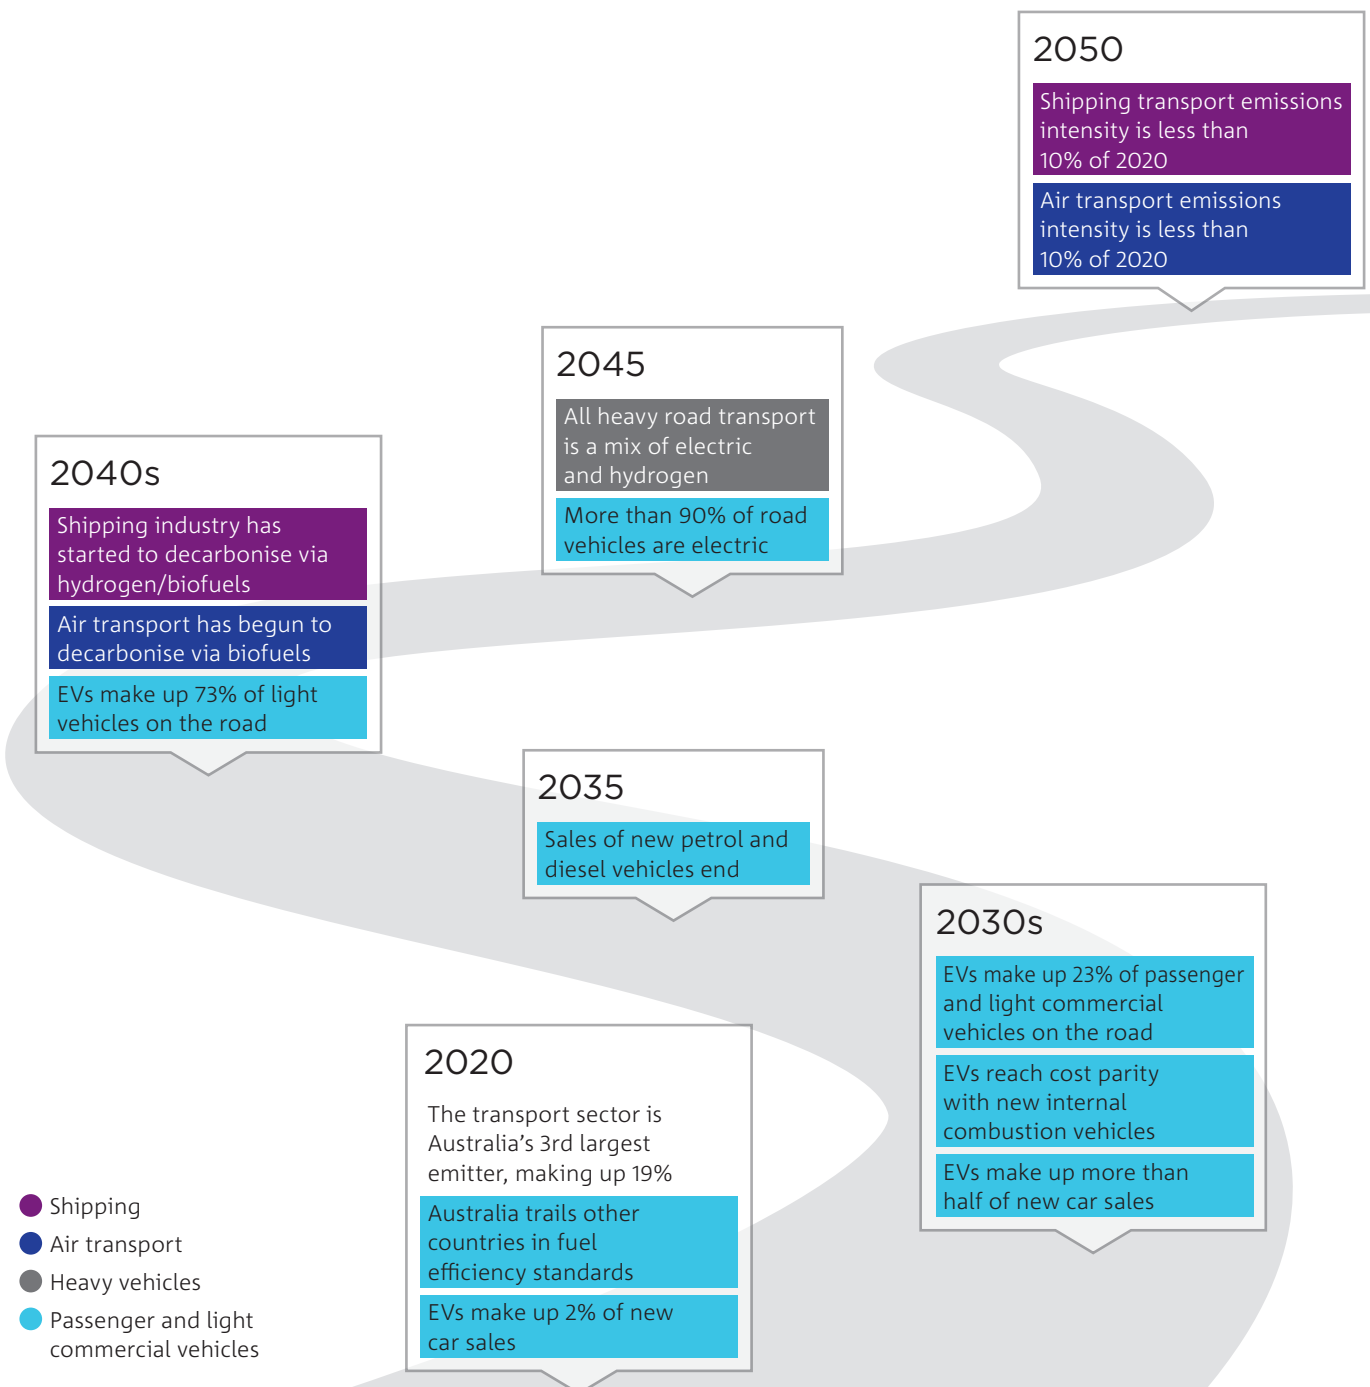 2050
Shipping transport emissions
intensity is less than
10% of 2020
Air transport emissions
intensity is less than
10% of 2020
2045
All heavy road transport
is a mix of electric
and hydrogen
More than 90% of road
vehicles are electric
2040s
Shipping industry has
started to decarbonise via
hydrogen/biofuels
Air transport has begun to
decarbonise via biofuels
EVs make up 73% of light
vehicles on the road
2035
Sales of new petrol and
diesel vehicles end
2030s
EVs make up 23% of passenger
and light commercial
vehicles on the road
EVs reach cost parity
with new internal
combustion vehicles
EVs make up more than
half of new car sales
2020
The transport sector is
Australia’s 3rd largest
emitter, making up 19%
Australia trails other
countries in fuel
efficiency standards
EVs make up 2% of new
car sales
Shipping
Air transport
Heavy vehicles
Passenger and light
commercial vehicles